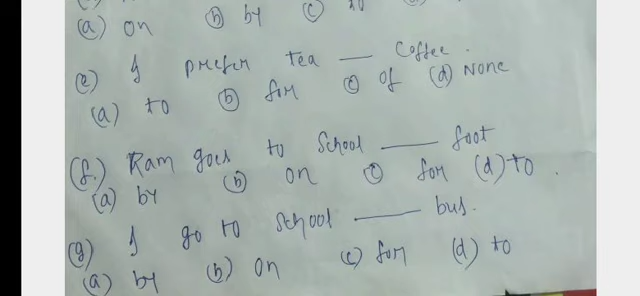 (a) on (b) by (c) to
(e) I prefer tea — Coffee.
(a) to (b) for (c) of (d) None
(f.) Ram goes to School — foot
(a) by (b) on (c) for (d) to.
(g) I go to school — bus.
(a) by (b) on (c) for (d) to